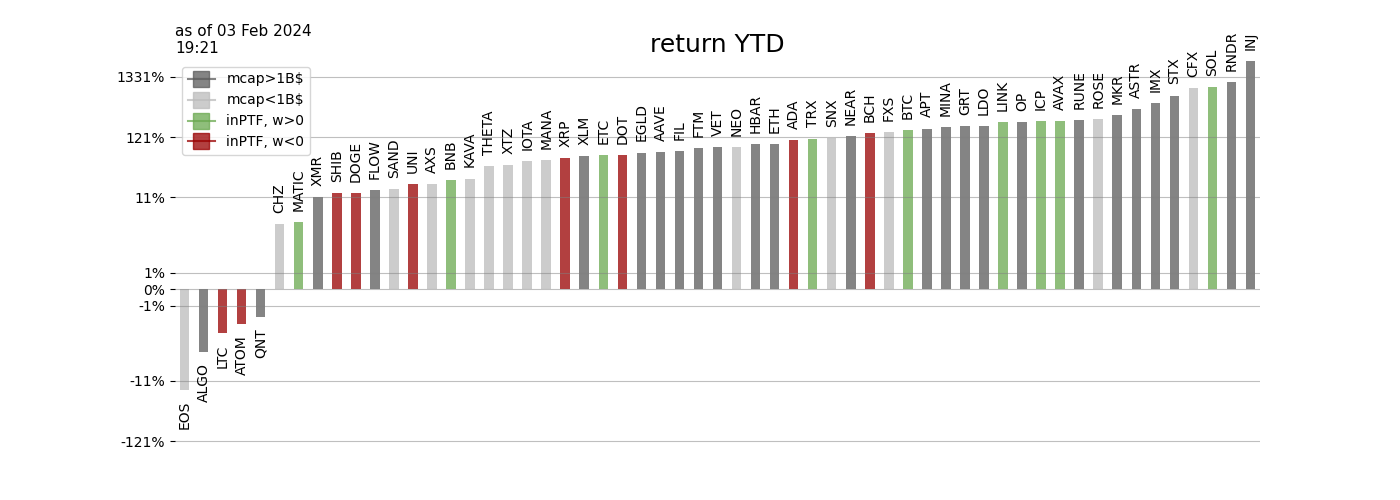 as of 03 Feb 2024
19:21
return YTD
mcap>1B$
mcap<1B$
inPTF, w>0
inPTF, w<0
1331%
121%
11%
1%
0%
-1%
-11%
-121%
EOS
ALGO
LTC
ATOM
QNT
CHZ
MATIC
XMR
SHIB
DOGE
FLOW
SAND
UNI
AXS
BNB
KAVA
THETA
XTZ
IOTA
MANA
XRP
XLM
ETC
DOT
EGLD
AAVE
FIL
FTM
VET
NEO
HBAR
ETH
ADA
TRX
SNX
NEAR
BCH
FXS
BTC
APT
MINA
GRT
LDO
LINK
OP
ICP
AVAX
RUNE
ROSE
MKR
ASTR
IMX
STX
CFX
SOL
RNDR
INJ